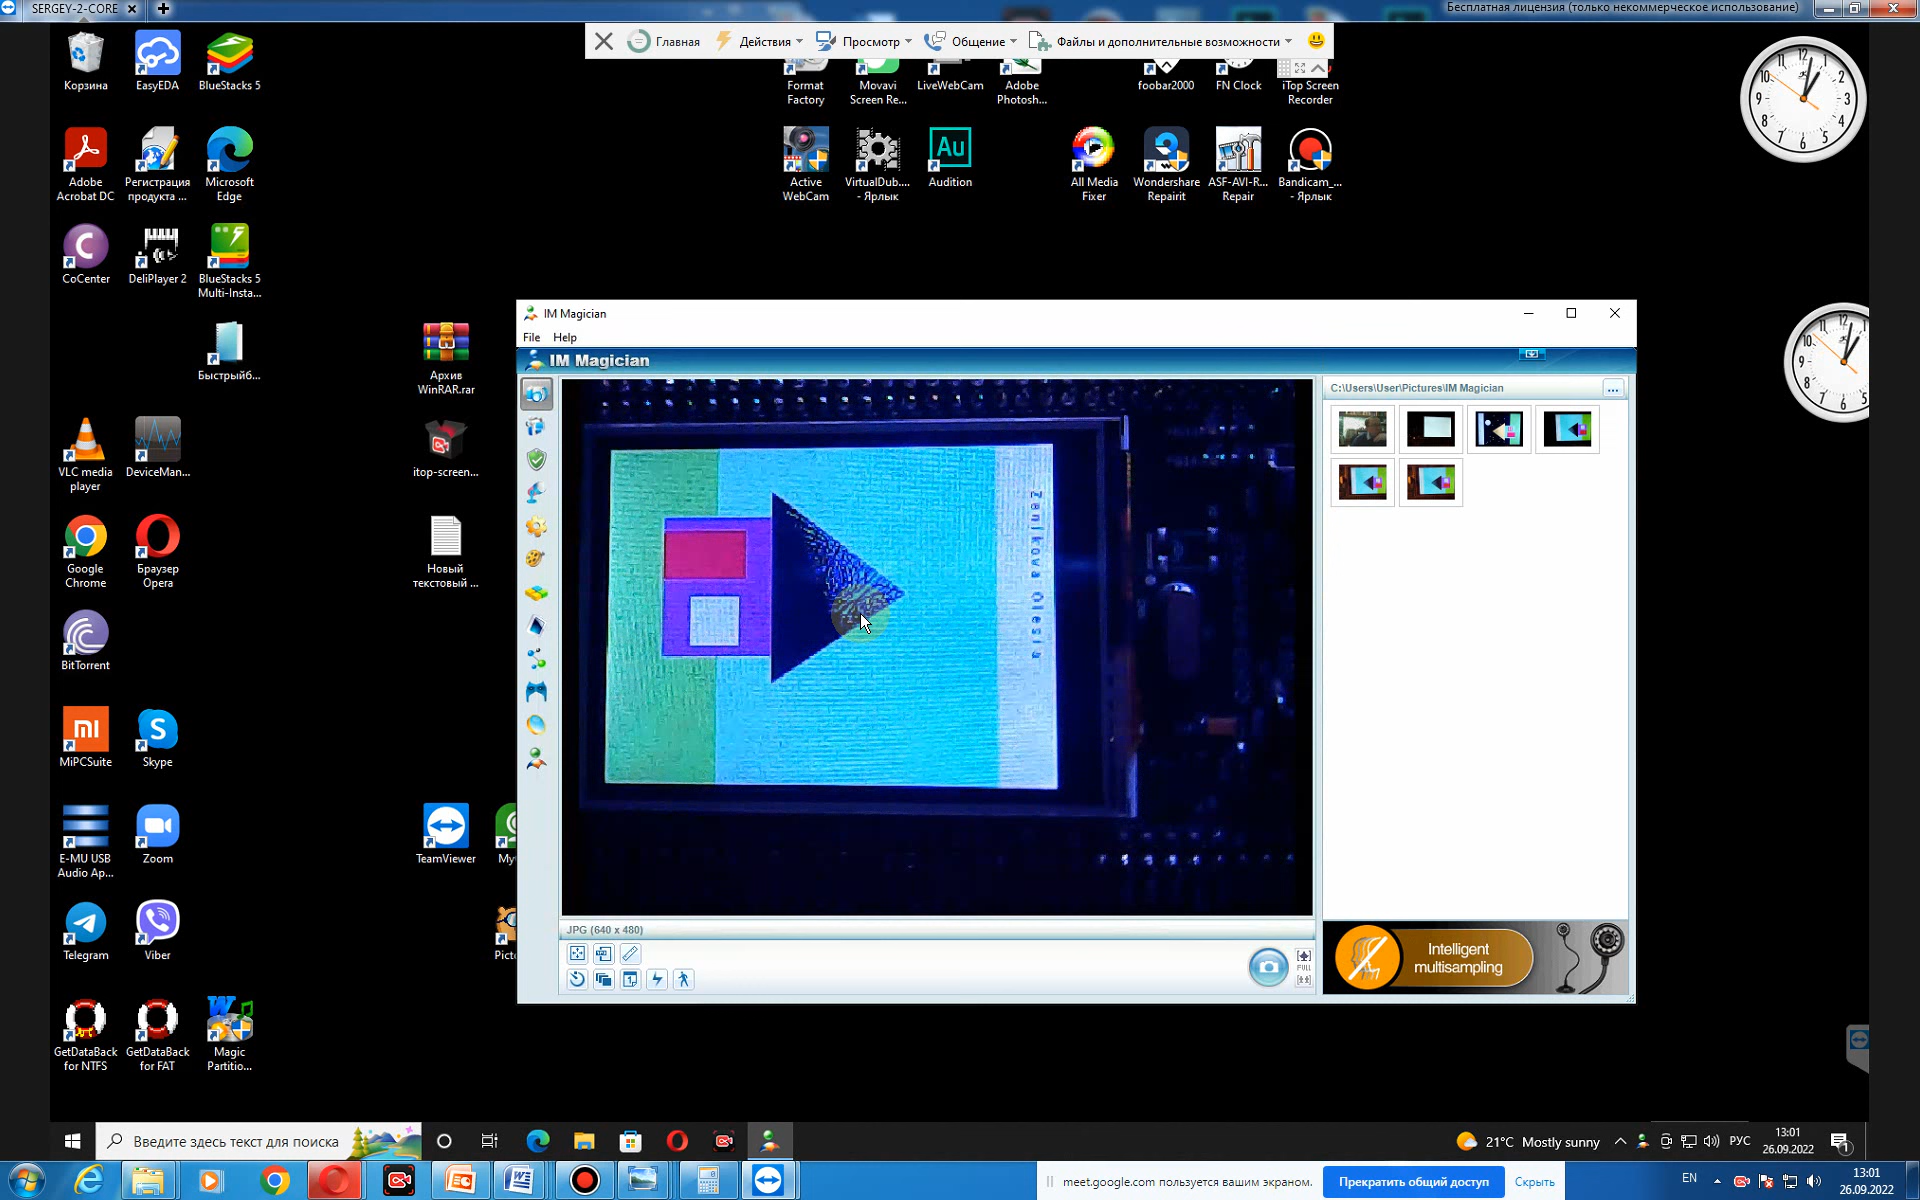 SERGEY-2-CORE
Бесплатная лицензия (только некоммерческое использование)
Главная
Действия
Просмотр
Общение
Файлы и дополнительные возможности
Корзина
EasyEDA
BlueStacks 5
Format Factory
Movavi Screen Re...
LiveWebCam
Adobe Photosh...
foobar2000
FN Clock
iTop Screen Recorder
Adobe Acrobat DC
Регистрация продукта ...
Microsoft Edge
Active WebCam
VirtualDub.... - Ярлык
Audition
All Media Fixer
Wondershare Repairit
ASF-AVI-R... Repair
Bandicam_... - Ярлык
CoCenter
DeliPlayer 2
BlueStacks 5 Multi-Insta...
Быстрыйб...
Архив WinRAR.rar
VLC media player
DeviceMan...
itop-screen...
Google Chrome
Браузер Opera
Новый текстовый ...
BitTorrent
MiPCSuite
Skype
E-MU USB Audio Ap...
Zoom
TeamViewer
Telegram
Viber
GetDataBack for NTFS
GetDataBack for FAT
Magic Partitio...
IM Magician
File
Help
IM Magician
C:\Users\User\Pictures\IM Magician
...
Zenikova Olesia
JPG (640 x 480)
FULL
Intelligent
multisampling
Введите здесь текст для поиска
21°C Mostly sunny
РУС
13:01
26.09.2022
meet.google.com пользуется вашим экраном.
Прекратить общий доступ
Скрыть
EN
13:01
26.09.2022